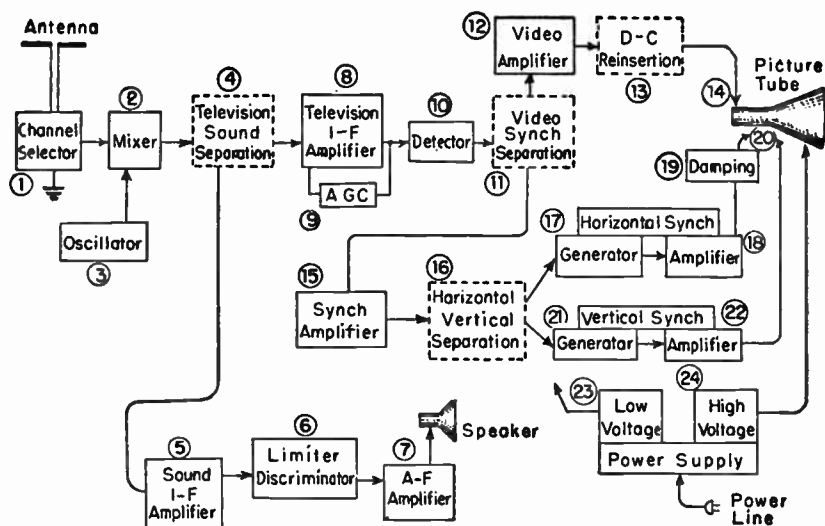 Antenna
Channel
Selector
①
②
Mixer
Oscillator
③
④
Television
Sound
Separation
⑧
Television
I-F
Amplifier
⑨
AGC
⑩
Detector
⑪
Video
Synch
Separation
⑫
Video
Amplifier
D-C
Reinsertion
⑬
Picture
Tube
⑭
⑳
⑲
Damping
⑮
Synch
Amplifier
⑯
Horizontal
Vertical
Separation
⑰
Horizontal Synch
Generator
Amplifier
⑱
㉑
Vertical Synch
㉒
Generator
Amplifier
㉓
Low
Voltage
㉔
High
Voltage
Power Supply
Power
Line
⑤
Sound
I-F
Amplifier
⑥
Limiter
Discriminator
⑦
A-F
Amplifier
Speaker